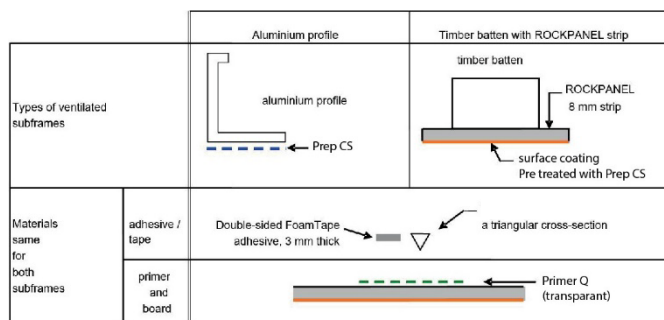 Aluminium profile
Timber batten with ROCKPANEL strip
Types of ventilated
subframes
aluminium profile
Prep CS
timber batten
ROCKPANEL
8 mm strip
surface coating
Pre treated with Prep CS
Materials
same
for
both
subframes
adhesive /
tape
Double-sided FoamTape
adhesive, 3 mm thick
a triangular cross-section
primer
and
board
Primer Q
(transparant)